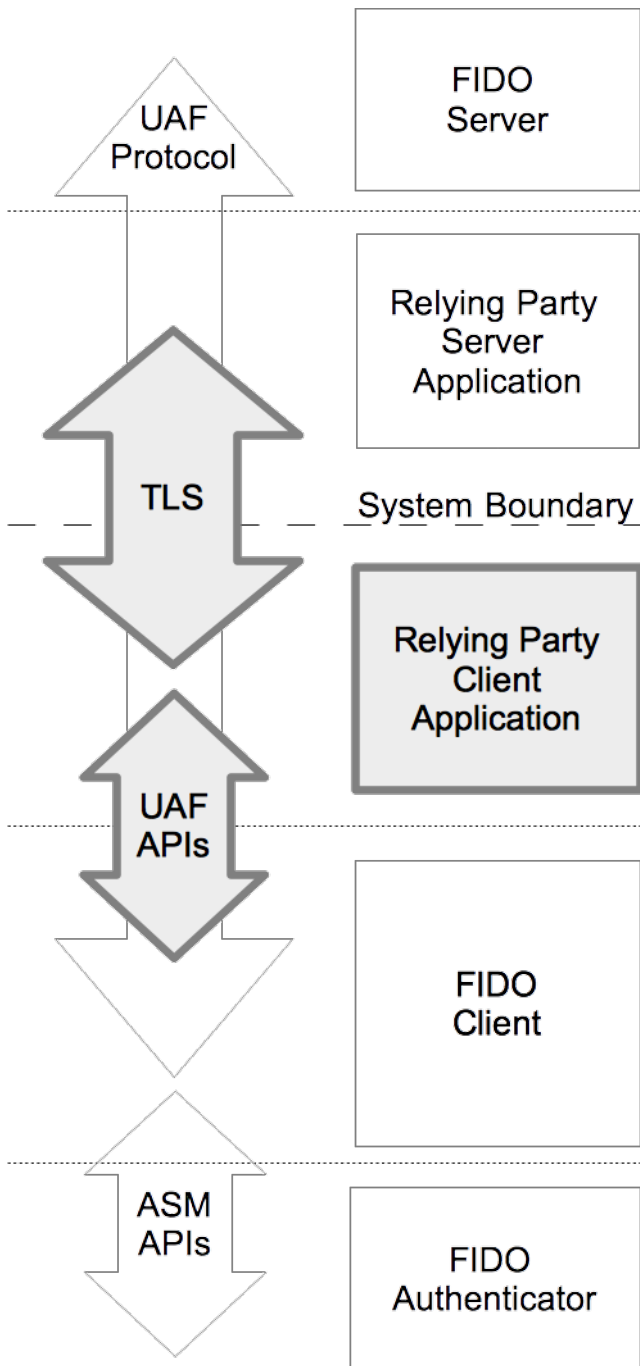 FIDO
Server
UAF
Protocol
Relying Party
Server
Application
TLS
System Boundary
Relying Party
Client
Application
UAF
APIs
FIDO
Client
ASM
APIs
FIDO
Authenticator